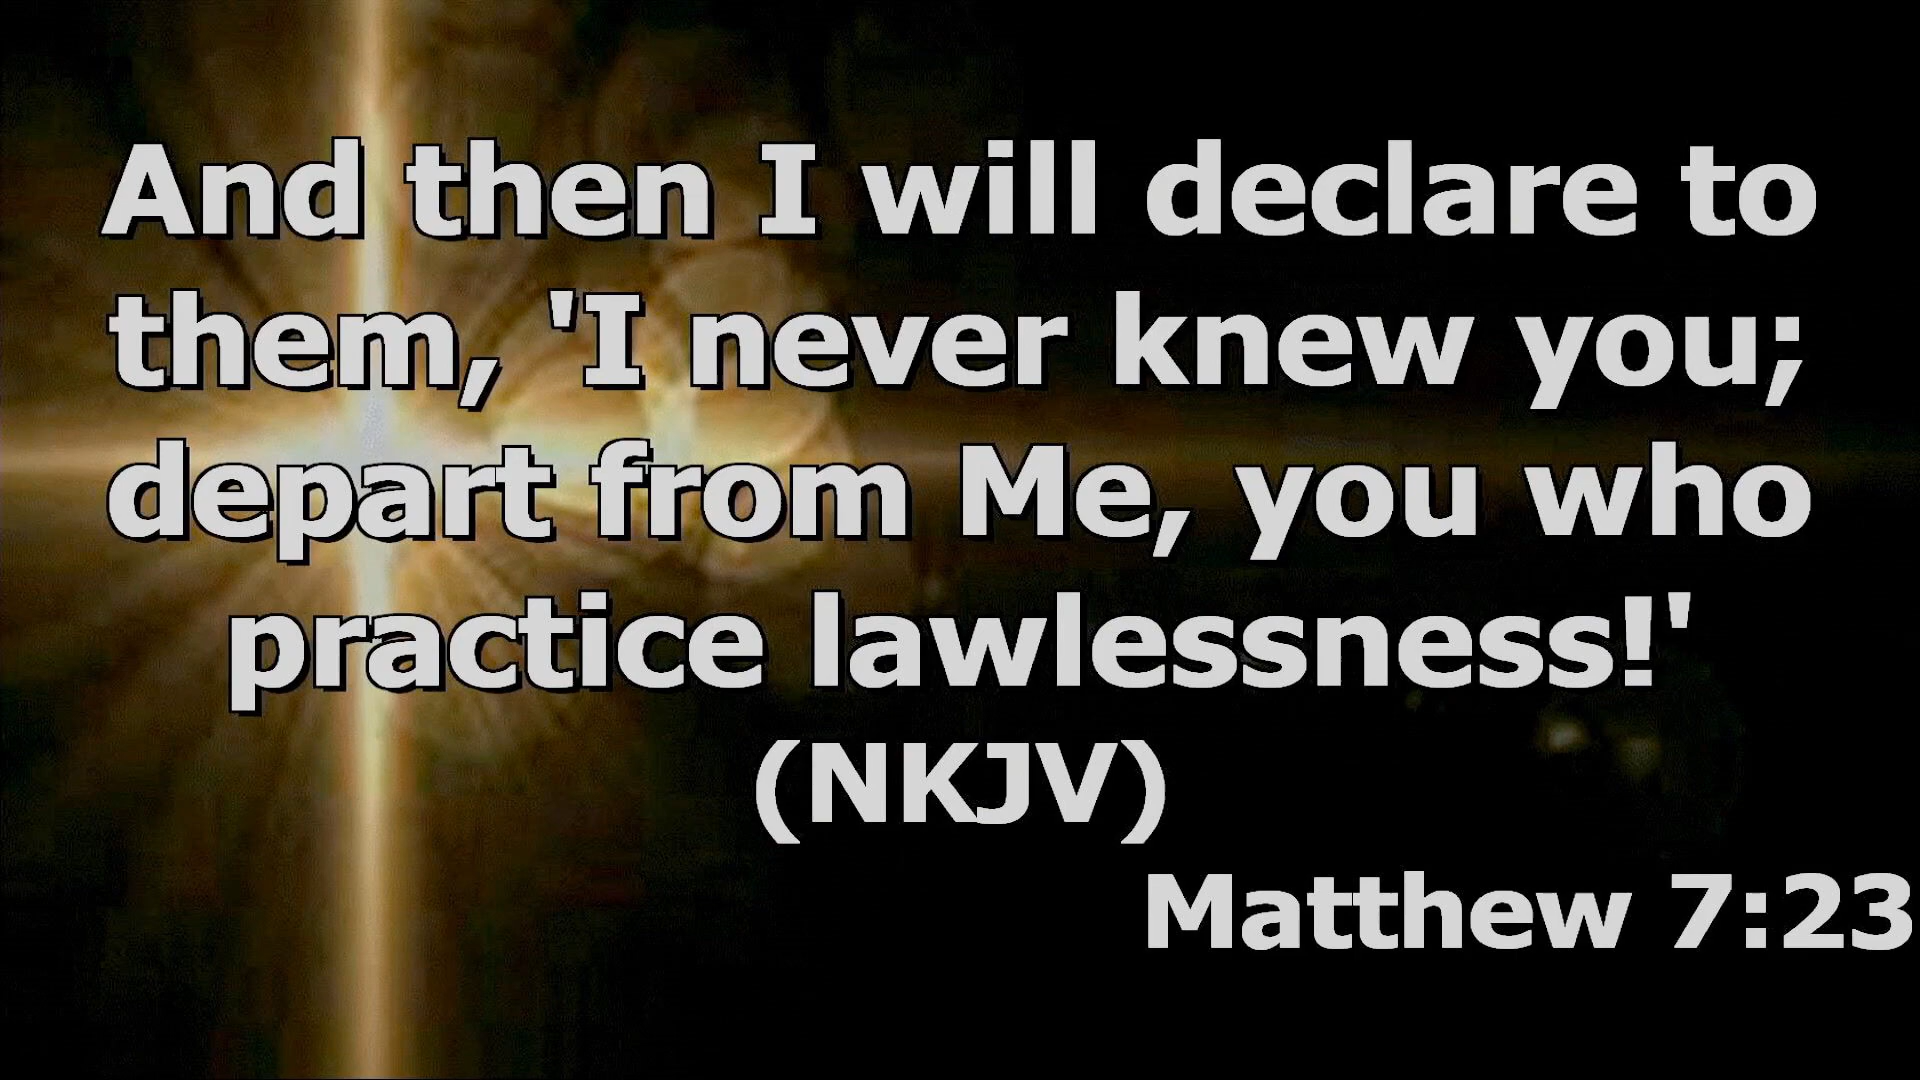 And then I will declare to
them, 'I never knew you;
depart from Me, you who
practice lawlessness!'
(NKJV)
Matthew 7:23